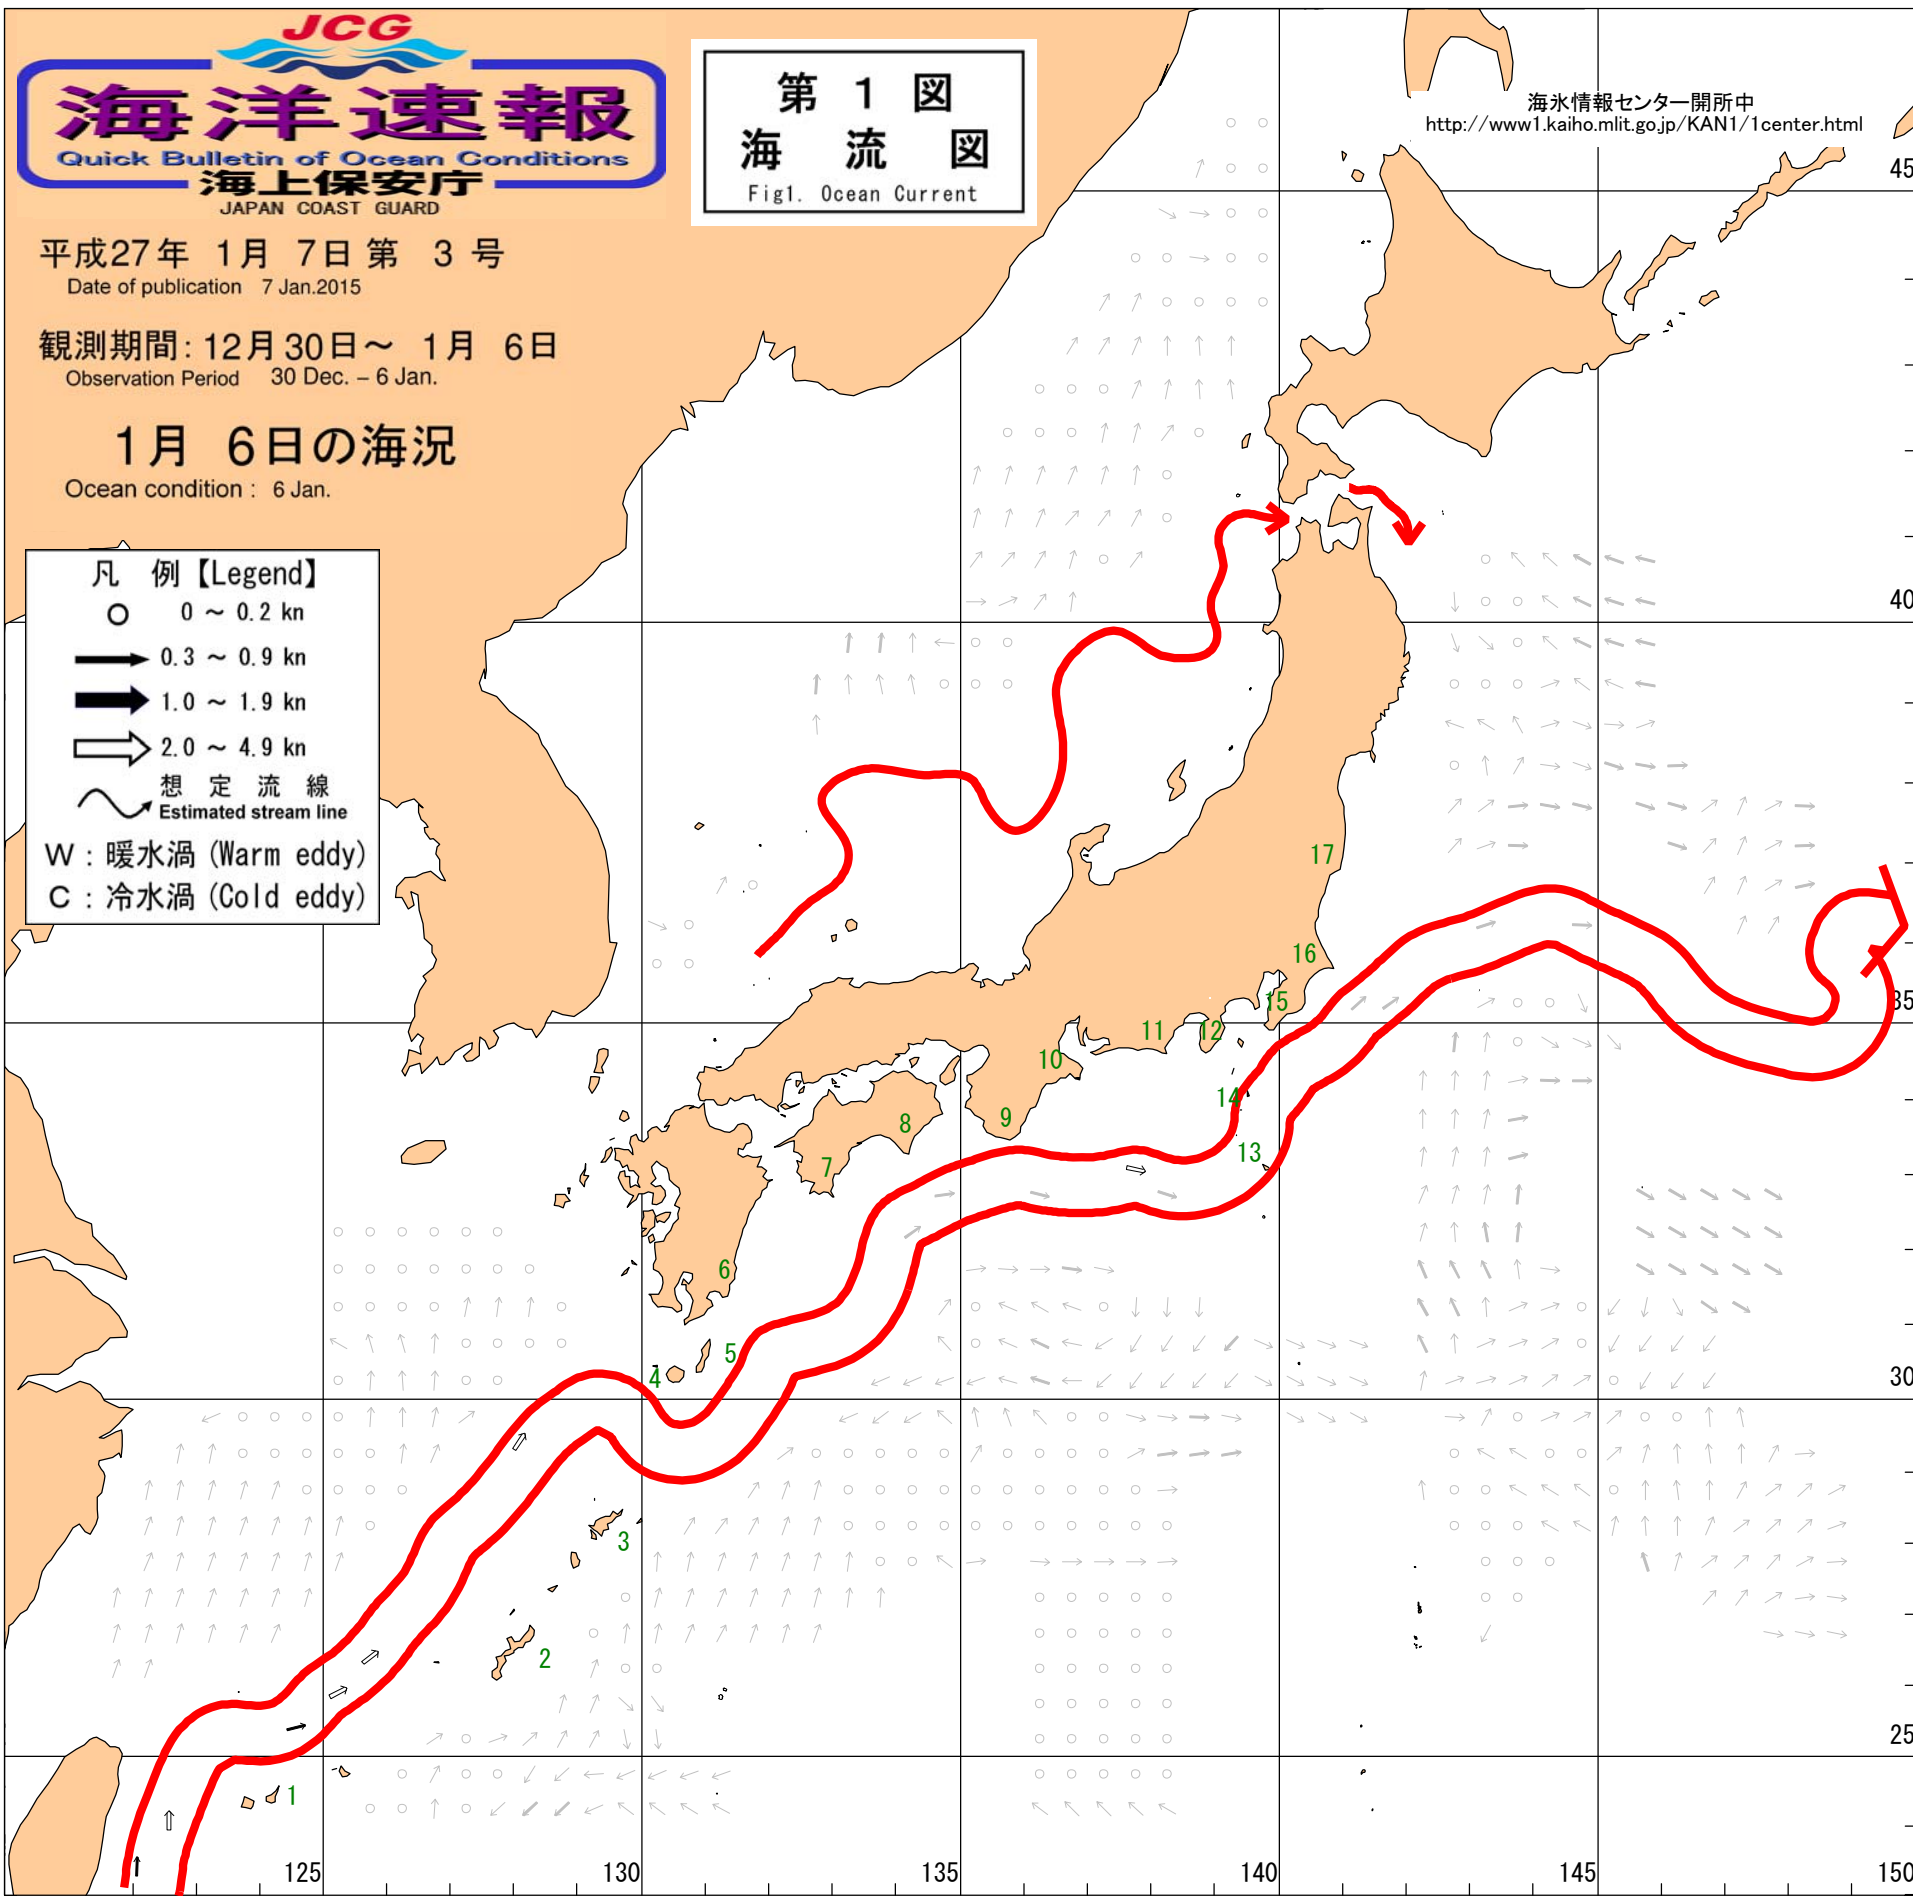 JCG
海洋速報
Quick Bulletin of Ocean Conditions
海上保安庁
JAPAN COAST GUARD
第 1 図
海 流 図
Fig1. Ocean Current
海氷情報センター開所中
http://www1.kaiho.mlit.go.jp/KAN1/1center.html
平成27年 1月 7日 第 3 号
Date of publication 7 Jan.2015
観測期間: 12月30日～ 1月 6日
Observation Period 30 Dec. – 6 Jan.
1月 6日の海況
Ocean condition : 6 Jan.
凡 例【Legend】
0 ～ 0.2 kn
0.3 ～ 0.9 kn
1.0 ～ 1.9 kn
2.0 ～ 4.9 kn
想 定 流 線
Estimated stream line
W : 暖水渦 (Warm eddy)
C : 冷水渦 (Cold eddy)
45
40
17
16
35
15
12
11
10
14
9
8
13
7
6
5
4
30
3
2
25
1
125
130
135
140
145
150